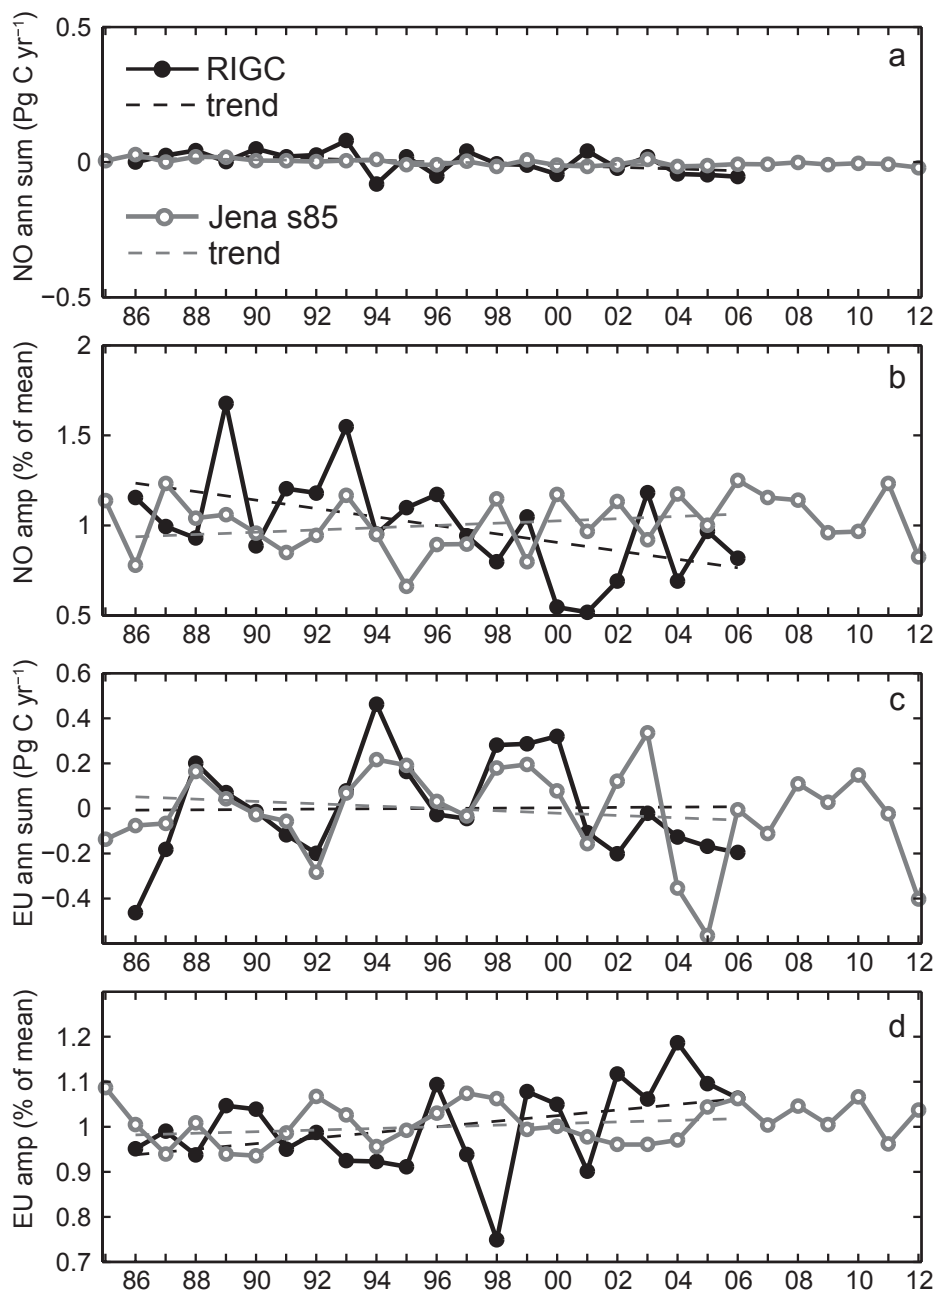 NO ann sum (Pg C yr⁻¹)
0.5
0
−0.5
a
RIGC
trend
Jena s85
trend
86 88 90 92 94 96 98 00 02 04 06 08 10 12
NO amp (% of mean)
2
1.5
1
0.5
b
86 88 90 92 94 96 98 00 02 04 06 08 10 12
EU ann sum (Pg C yr⁻¹)
0.6
0.4
0.2
0
−0.2
−0.4
c
86 88 90 92 94 96 98 00 02 04 06 08 10 12
EU amp (% of mean)
1.2
1.1
1
0.9
0.8
0.7
d
86 88 90 92 94 96 98 00 02 04 06 08 10 12